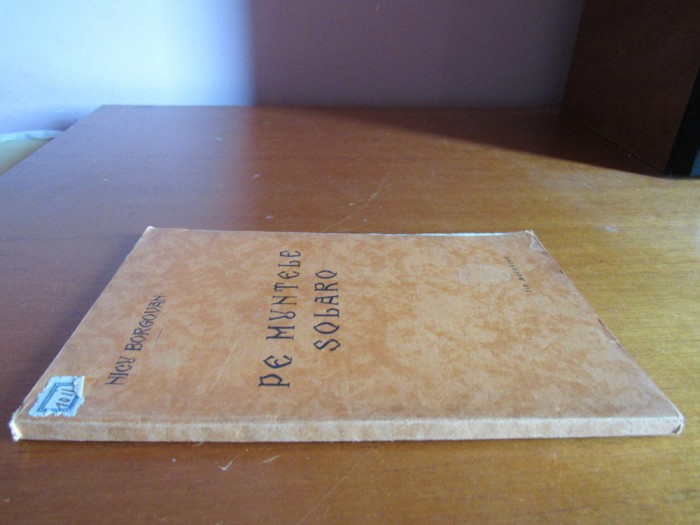 NICU BORGOVAN
PE MUNTELE
SOLARO